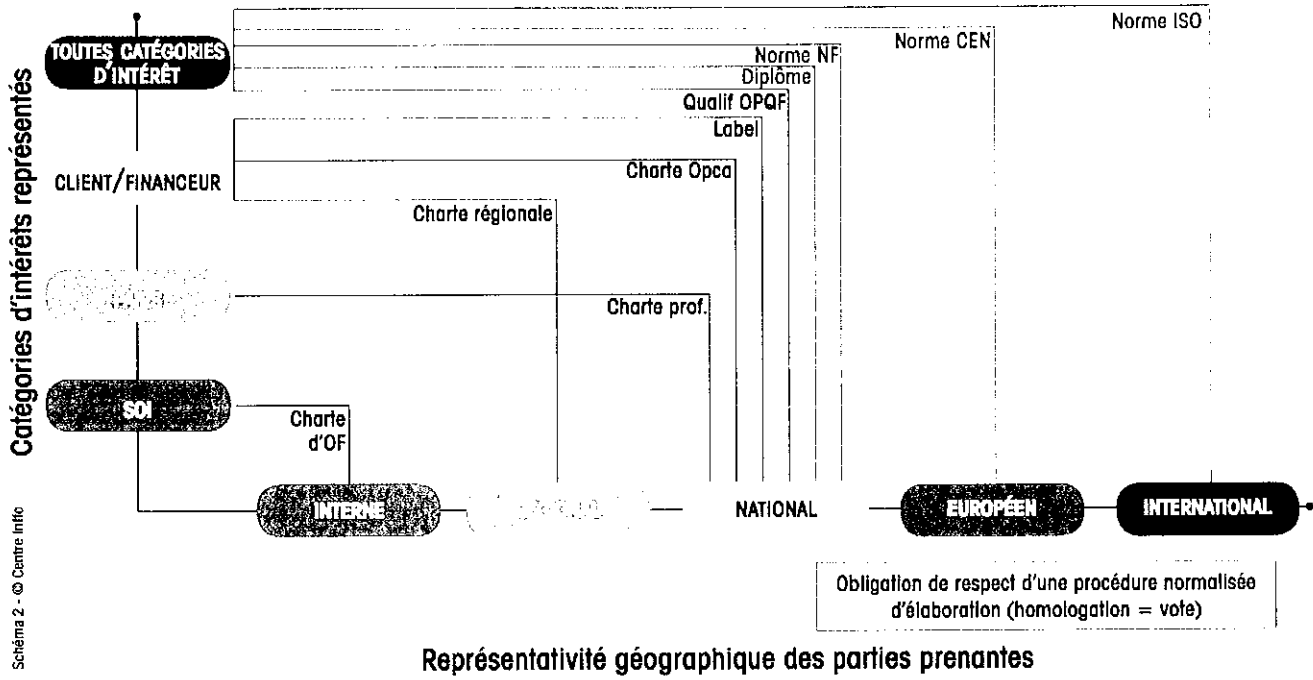 Norme ISO
Norme CEN
TOUTES CATÉGORIES
D'INTÉRÊT
Norme NF
Diplôme
Qualif OPQF
Label
CLIENT/FINANCEUR
Charte Opca
Charte régionale
Charte prof.
SOI
Charte
d'OF
INTERNE
NATIONAL
EUROPÉEN
INTERNATIONAL
Obligation de respect d'une procédure normalisée
d'élaboration (homologation = vote)
Représentativité géographique des parties prenantes
Catégories d'intérêts représentés
Schéma 2 - © Centre Inffo